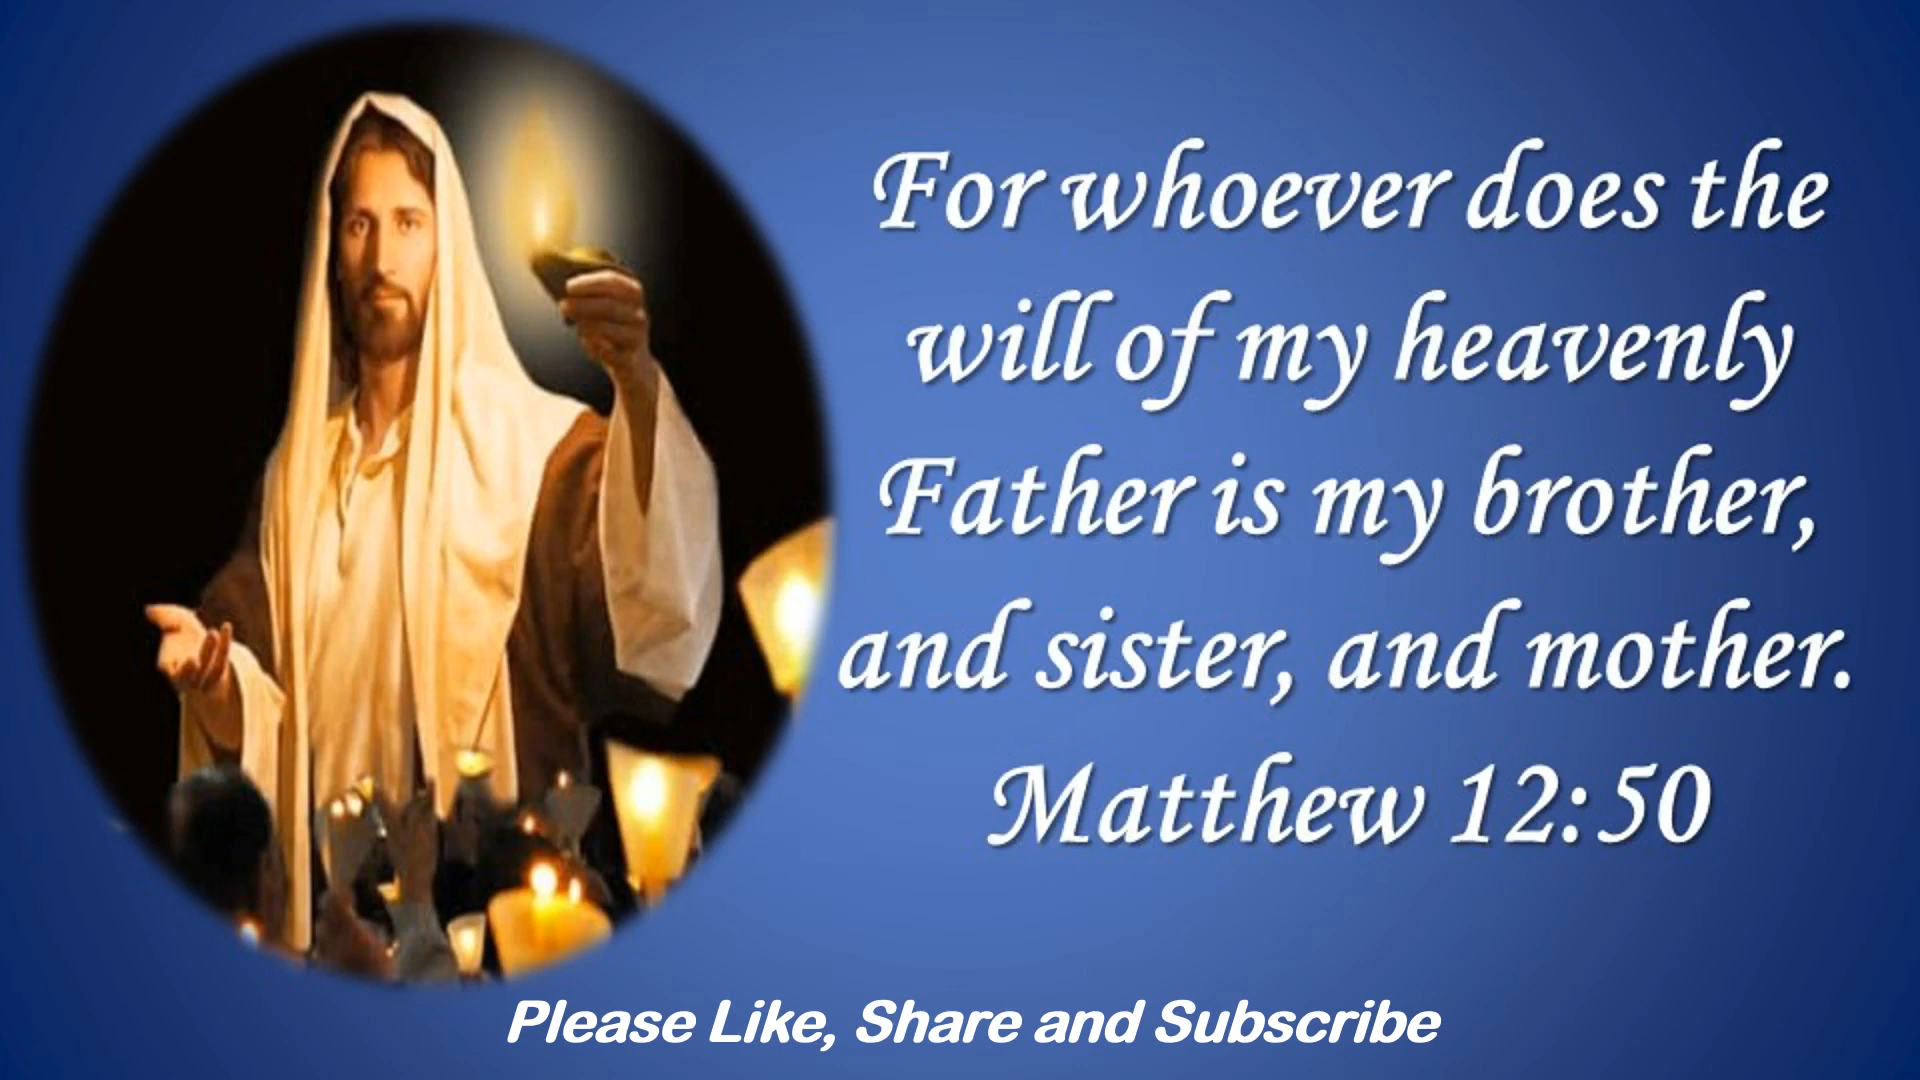 For whoever does the
will of my heavenly
Father is my brother,
and sister, and mother.
Matthew 12:50
Please Like, Share and Subscribe